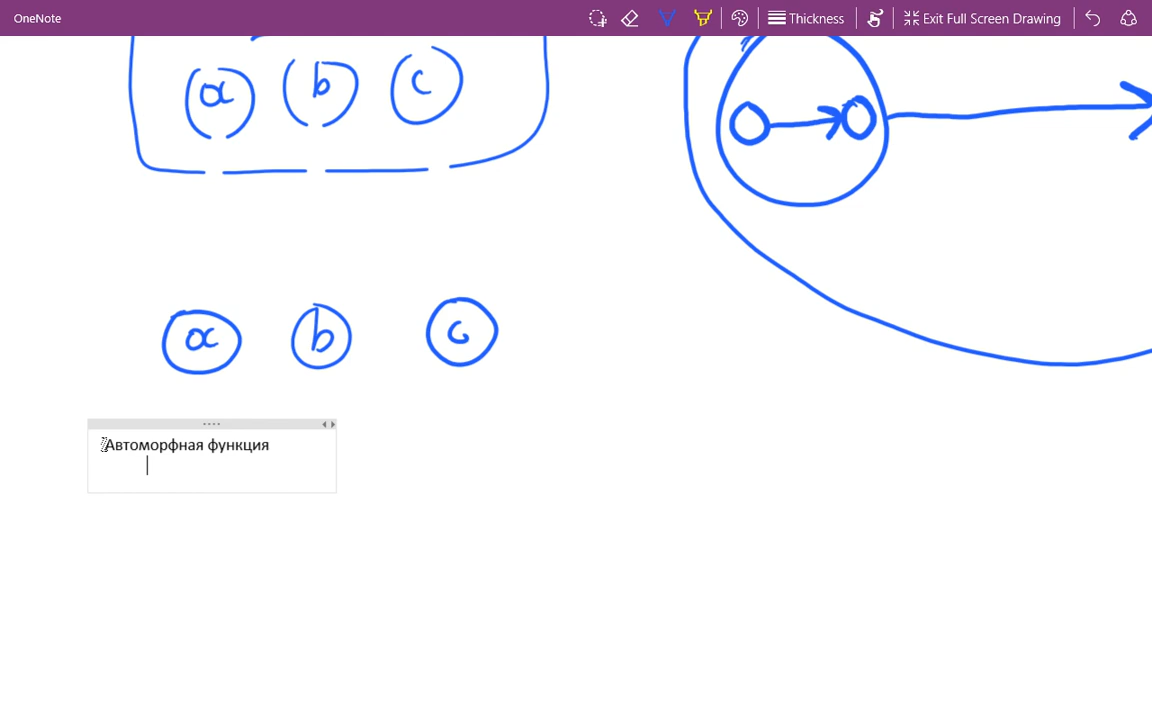 OneNote
Thickness
Exit Full Screen Drawing
a b c
a b c
Автоморфная функция